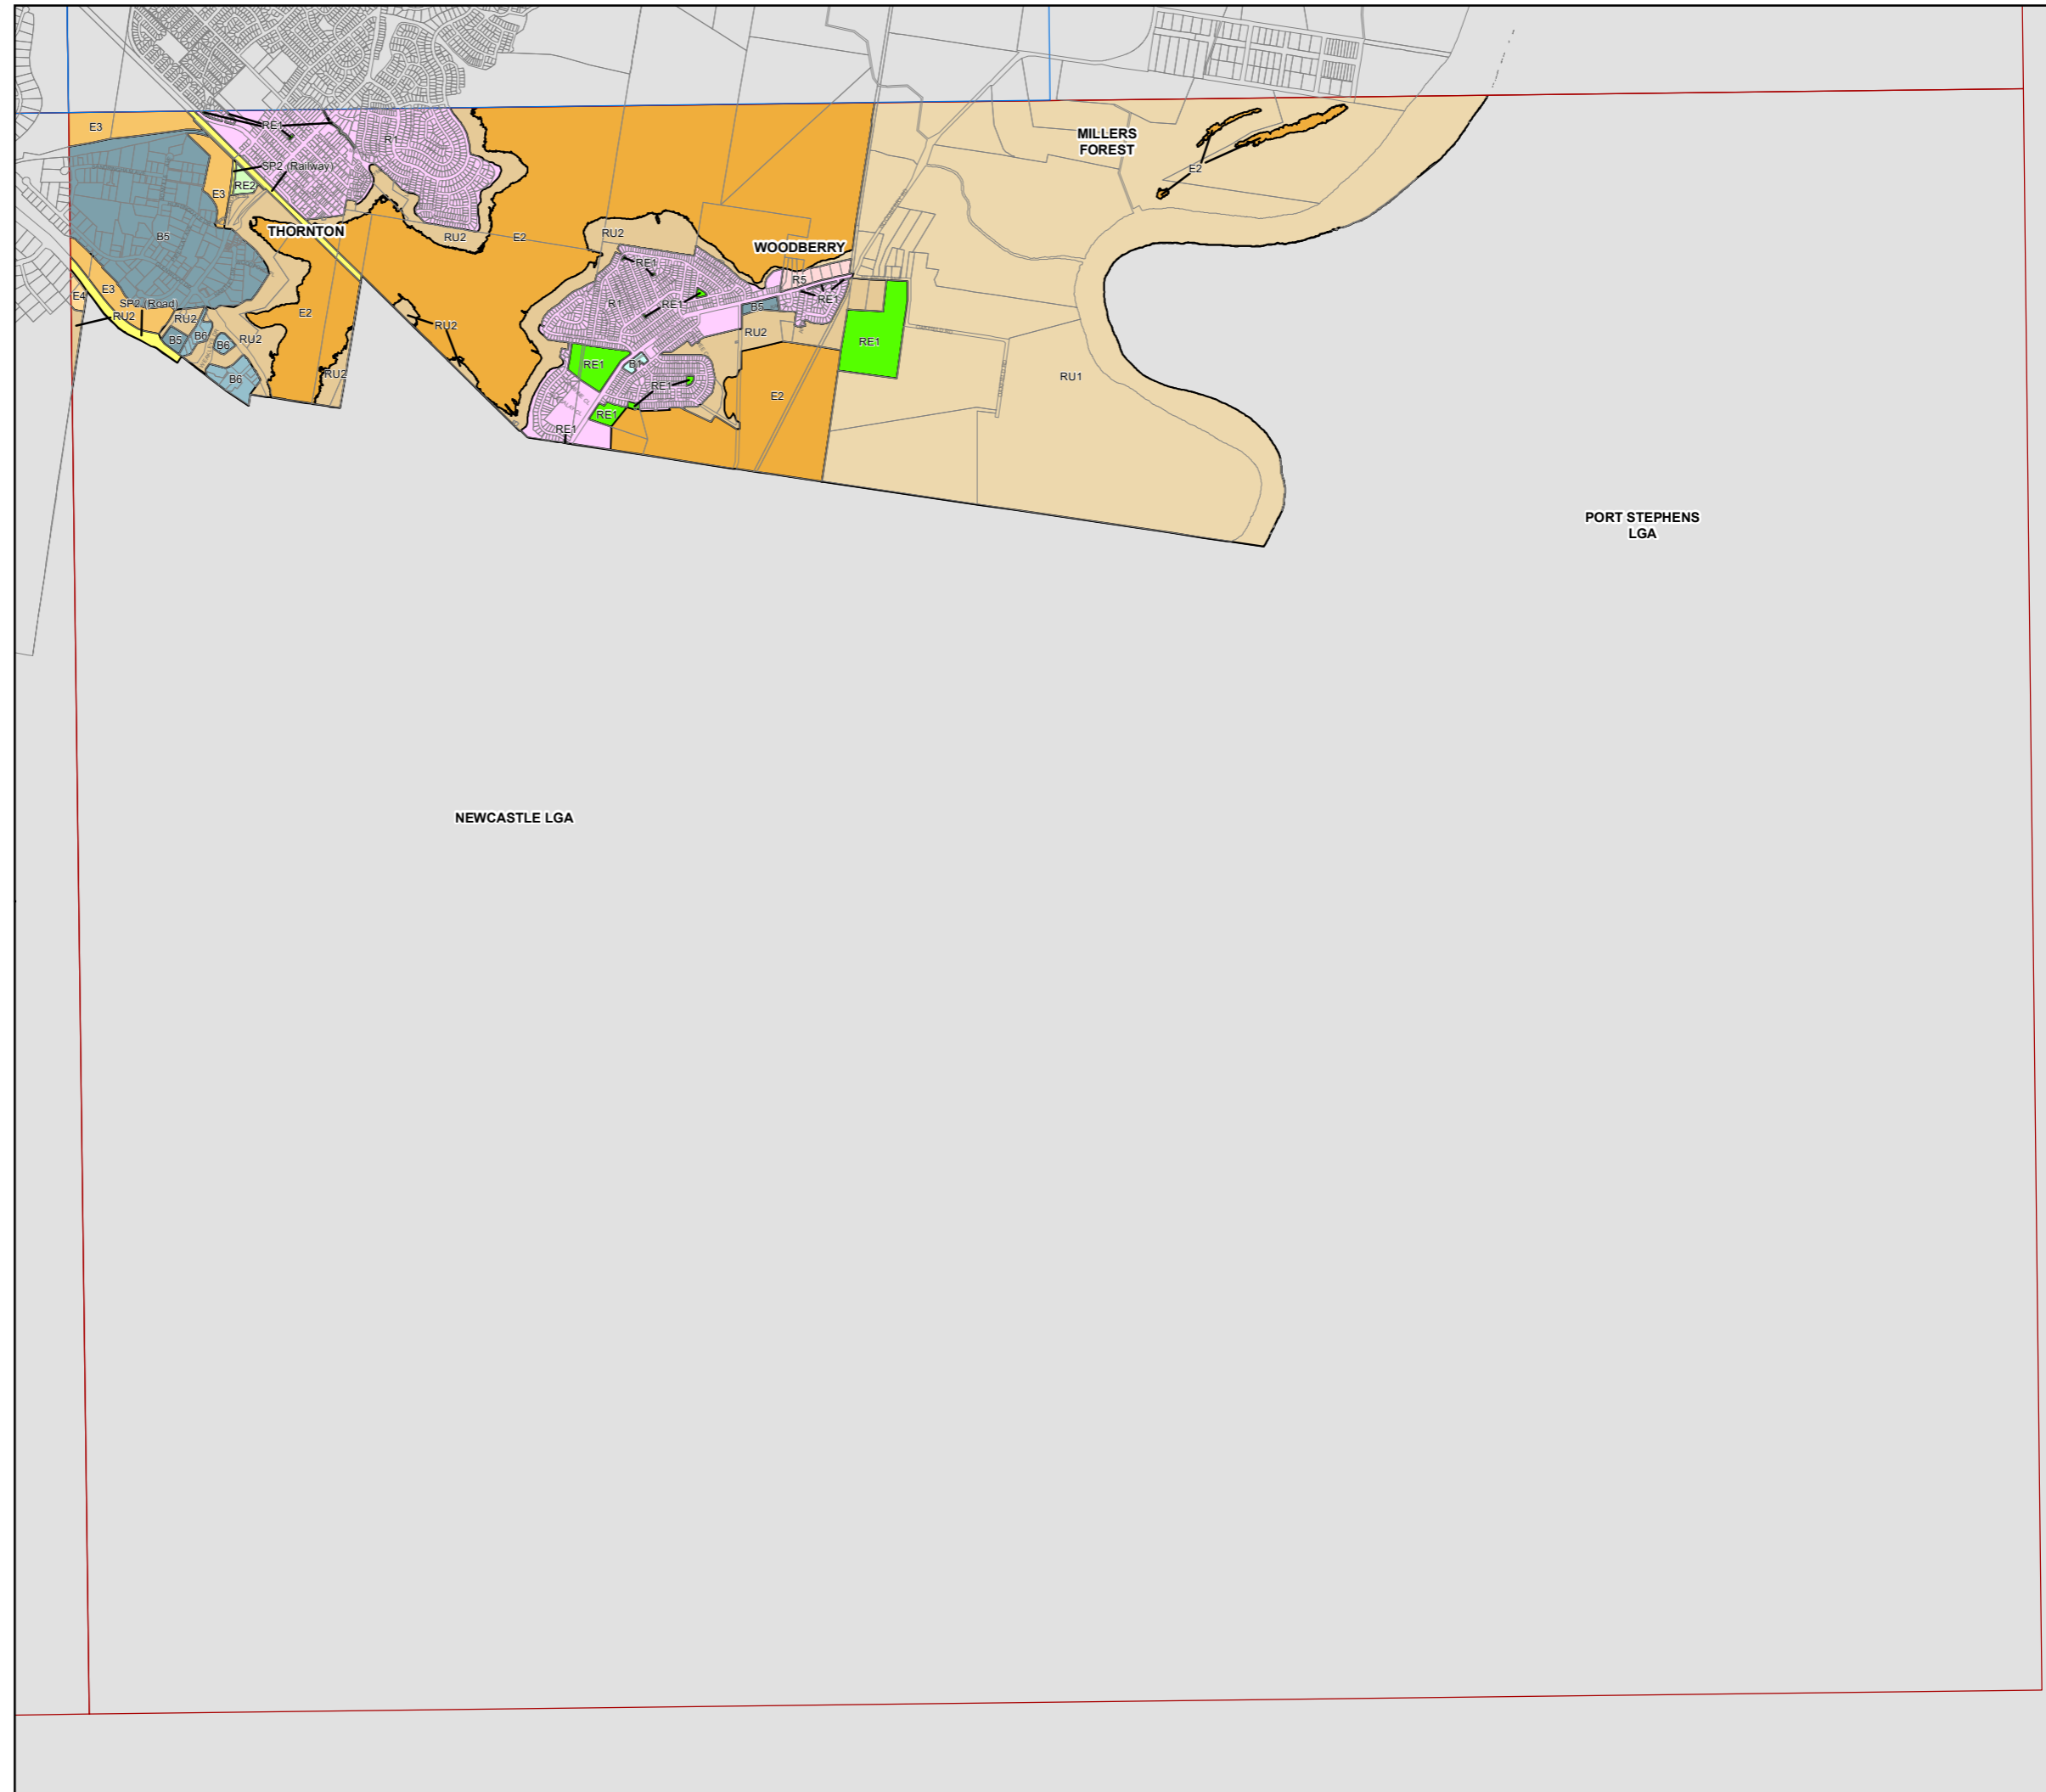 E3
RE1
R1
MILLERS
FOREST
SP2 (Railway)
RE2
E3
E2
THORNTON
B5
RU2
E2
RU2
WOODBERRY
RE1
R5
RE1
R1
RE1
B5
E4
E3
SP2 (Road)
RU2
RU2
E2
RU2
RU2
B5
B6
B6
RU2
RE1
B1
RE1
B6
RU2
RE1
E2
RU1
RE1
RE1
PORT STEPHENS
LGA
NEWCASTLE LGA